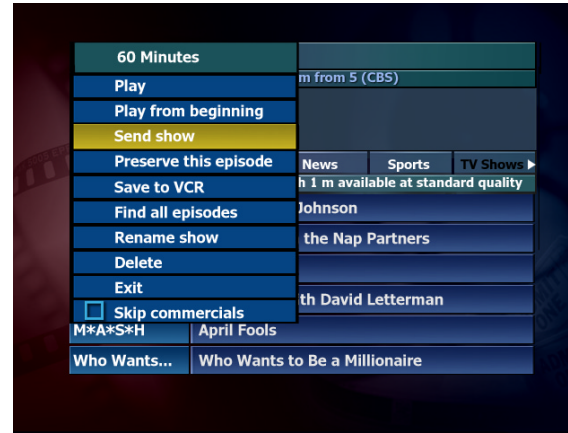 60 Minutes
m from 5 (CBS)
Play
Play from beginning
Send show
Preserve this episode
News Sports TV Shows
Save to VCR
h 1 m available at standard quality
Find all episodes
Johnson
Rename show
the Nap Partners
Delete
Exit
th David Letterman
Skip commercials
M*A*S*H April Fools
Who Wants... Who Wants to Be a Millionaire